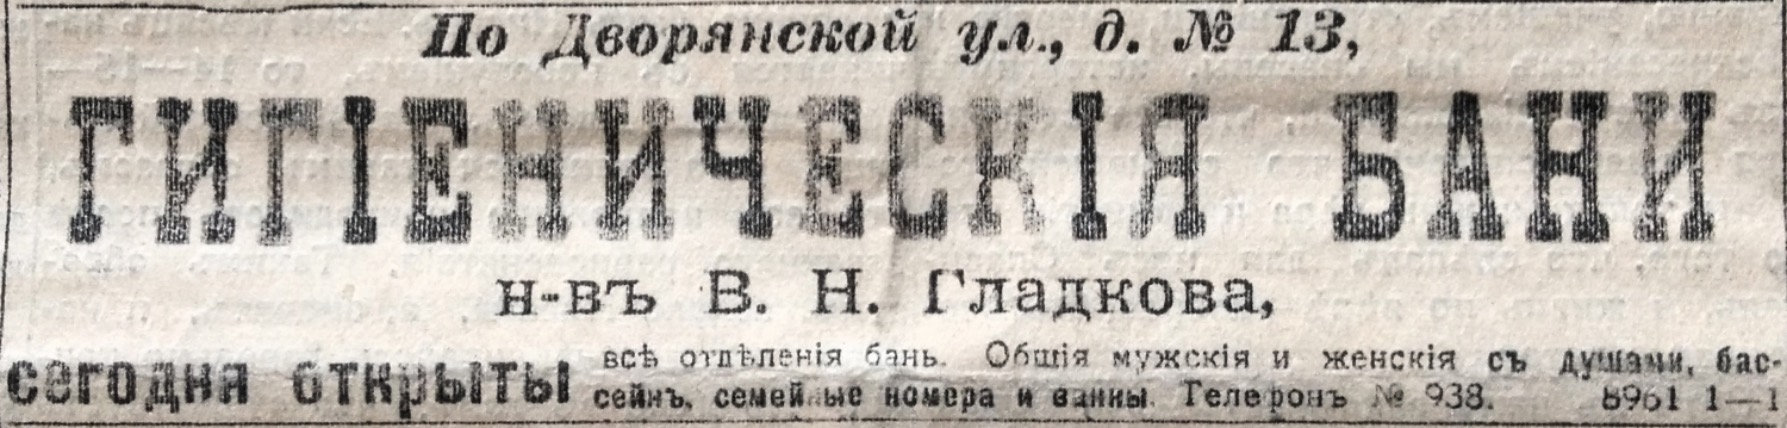 По Дворянской ул., д. № 13,
ГИГІЕНИЧЕСКІЯ БАНИ
н-въ В. Н. Гладкова,
сегодня открыты всѣ отдѣленія бань. Общія мужскія и женскія съ душами, бас-
сейнъ, семейные номера и ванны. Телефонъ № 938. 8961 1—1